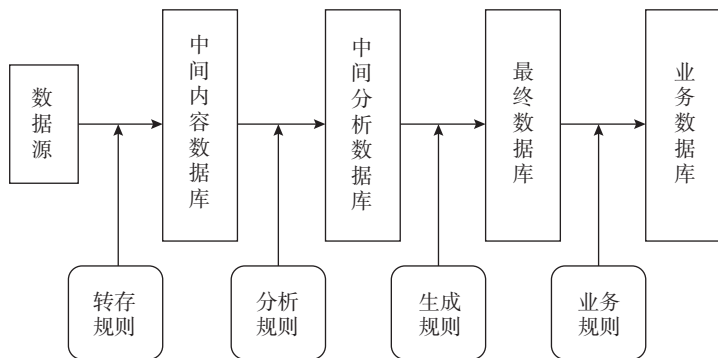 数据源
中间内容数据库
中间分析数据库
最终数据库
业务数据库
转存
规则
分析
规则
生成
规则
业务
规则